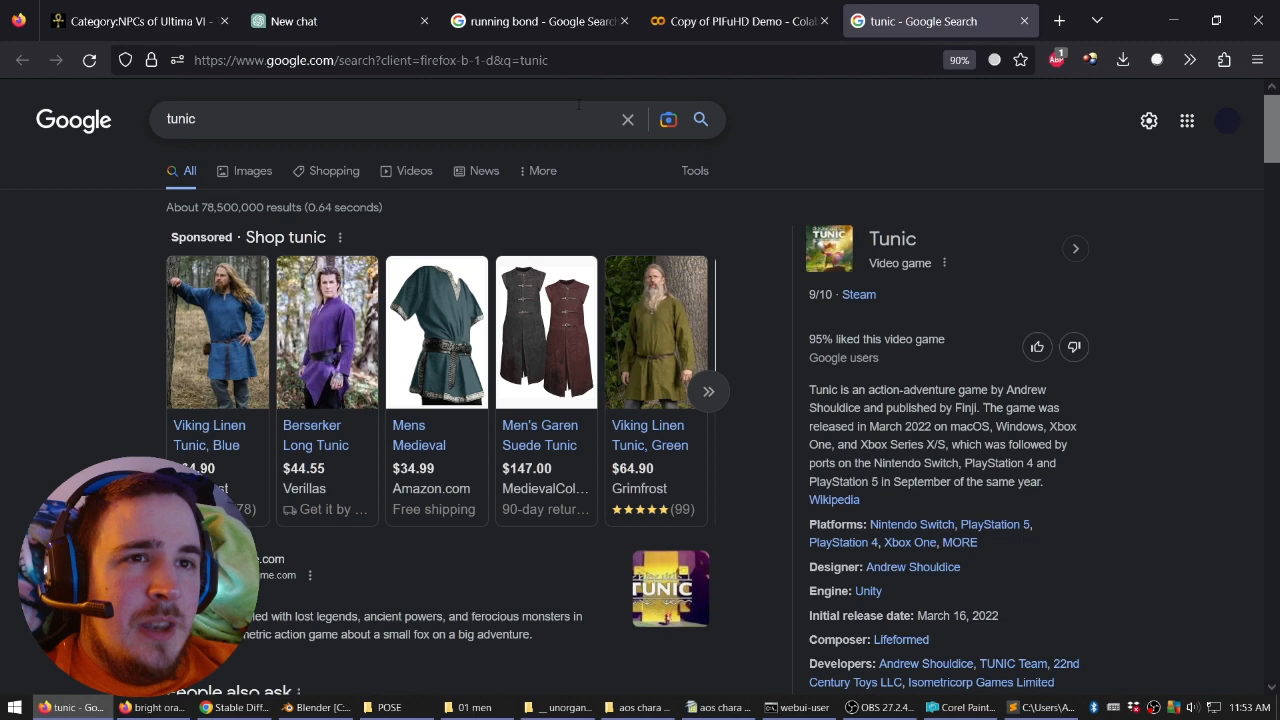 Category:NPCs of Ultima VI -
New chat
running bond - Google Searc
Copy of PIFuHD Demo - Colab
tunic - Google Search
https://www.google.com/search?client=firefox-b-1-d&q=tunic
90%
ABP
1
Google
tunic
All
Images
Shopping
Videos
News
More
Tools
About 78,500,000 results (0.64 seconds)
Sponsored · Shop tunic
Viking Linen
Tunic, Blue
Berserker
Long Tunic
$44.55
Verillas
Get it by ...
Mens
Medieval
$34.99
Amazon.com
Free shipping
Men's Garen
Suede Tunic
$147.00
MedievalCol...
90-day retur...
Viking Linen
Tunic, Green
$64.90
Grimfrost
(99)
TUNIC
Tunic
Video game
9/10 · Steam
95% liked this video game
Google users
Tunic is an action-adventure game by Andrew
Shouldice and published by Finji. The game was
released in March 2022 on macOS, Windows, Xbox
One, and Xbox Series X/S, which was followed by
ports on the Nintendo Switch, PlayStation 4 and
PlayStation 5 in September of the same year.
Wikipedia
Platforms: Nintendo Switch, PlayStation 5,
PlayStation 4, Xbox One, MORE
Designer: Andrew Shouldice
Engine: Unity
Initial release date: March 16, 2022
Composer: Lifeformed
Developers: Andrew Shouldice, TUNIC Team, 22nd
Century Toys LLC, Isometricorp Games Limited
TUNIC
with lost legends, ancient powers, and ferocious monsters in
action game about a small fox on a big adventure.
People also ask
tunic - Go...
bright ora...
Stable Diff...
Blender [C...
POSE
01 men
__ unorgan...
aos chara ...
aos chara ...
webui-user
OBS 27.2.4...
Corel Paint...
C:\Users\A...
11:53 AM